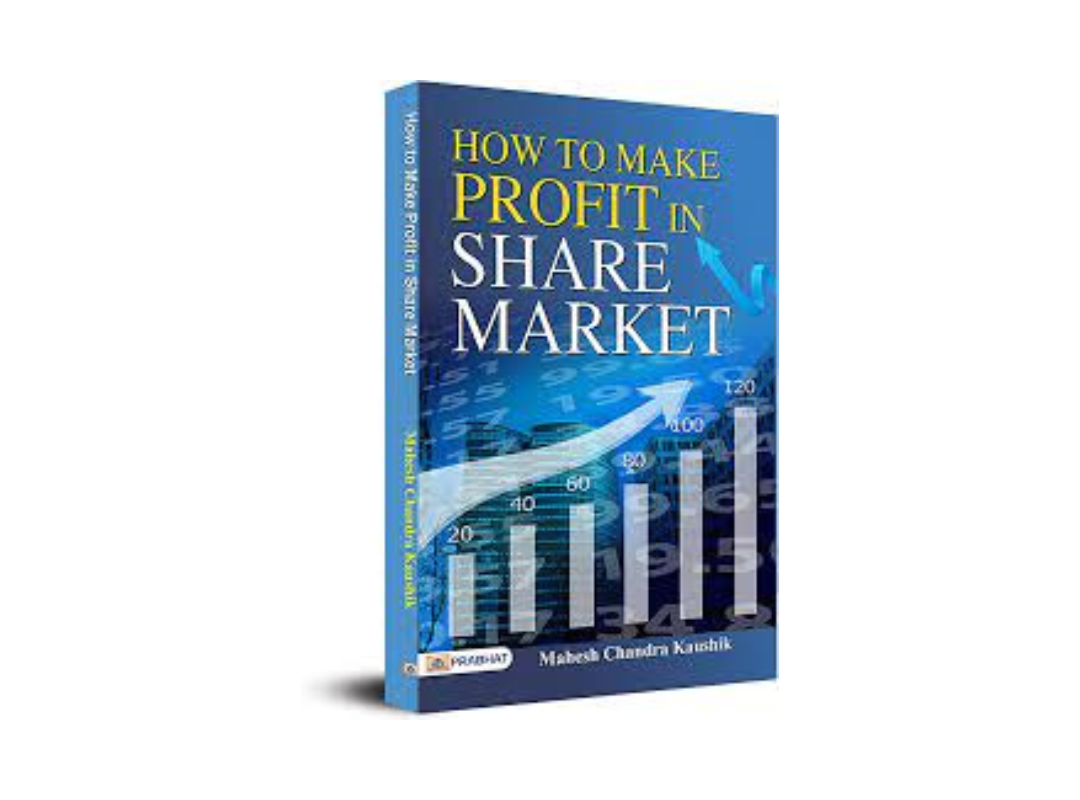 HOW TO MAKE
PROFIT IN
SHARE
MARKET
20
40
60
80
100
120
PRABHAT
Mahesh Chandra Kaushik
How to Make Profit in Share Market
Mahesh Chandra Kaushik